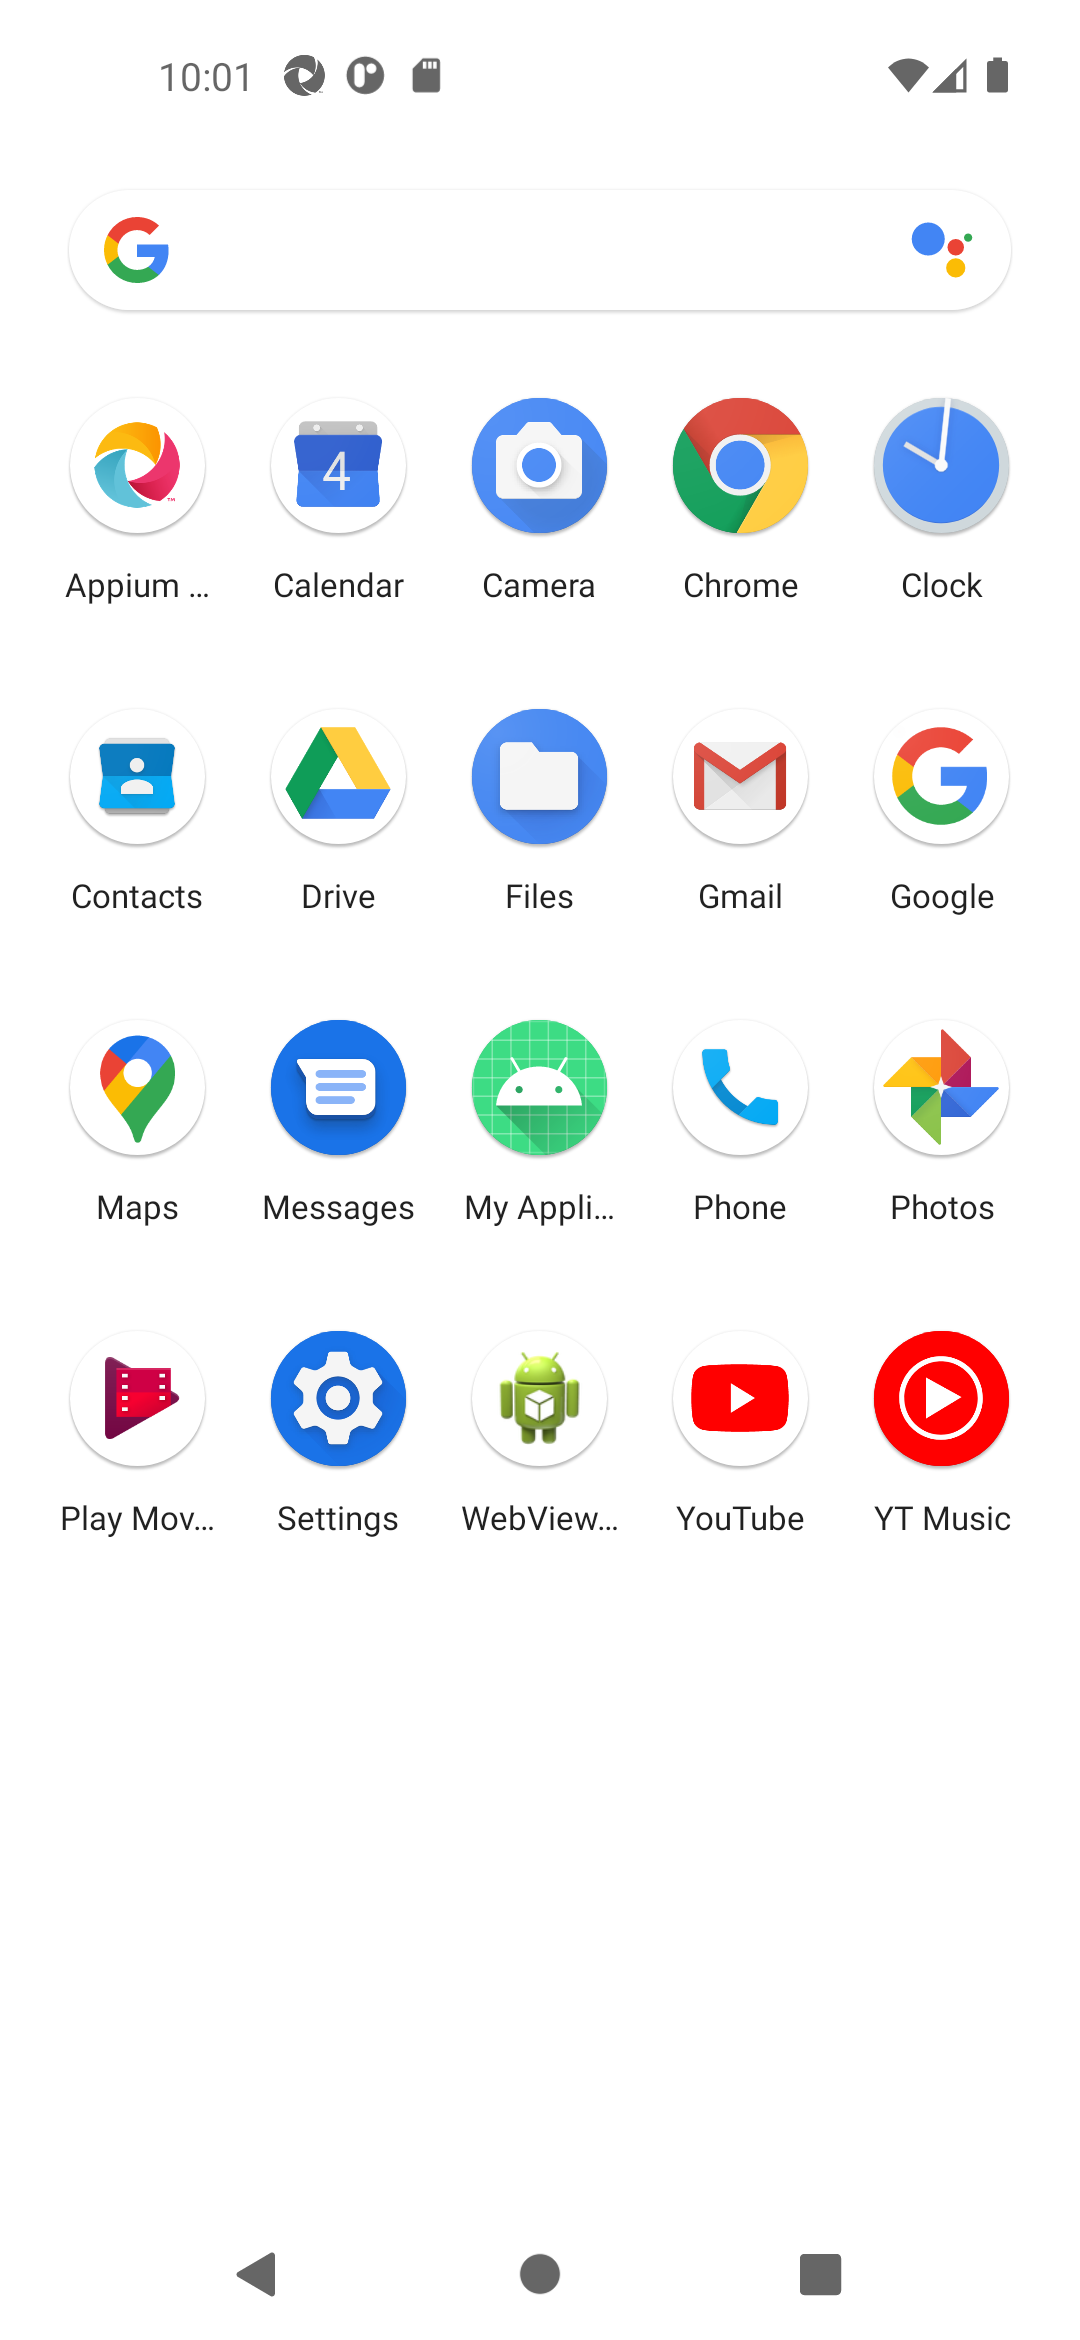 10:01
Appium ...
Calendar
Camera
Chrome
Clock
Contacts
Drive
Files
Gmail
Google
Maps
Messages
My Appli...
Phone
Photos
Play Mov...
Settings
WebView...
YouTube
YT Music
4